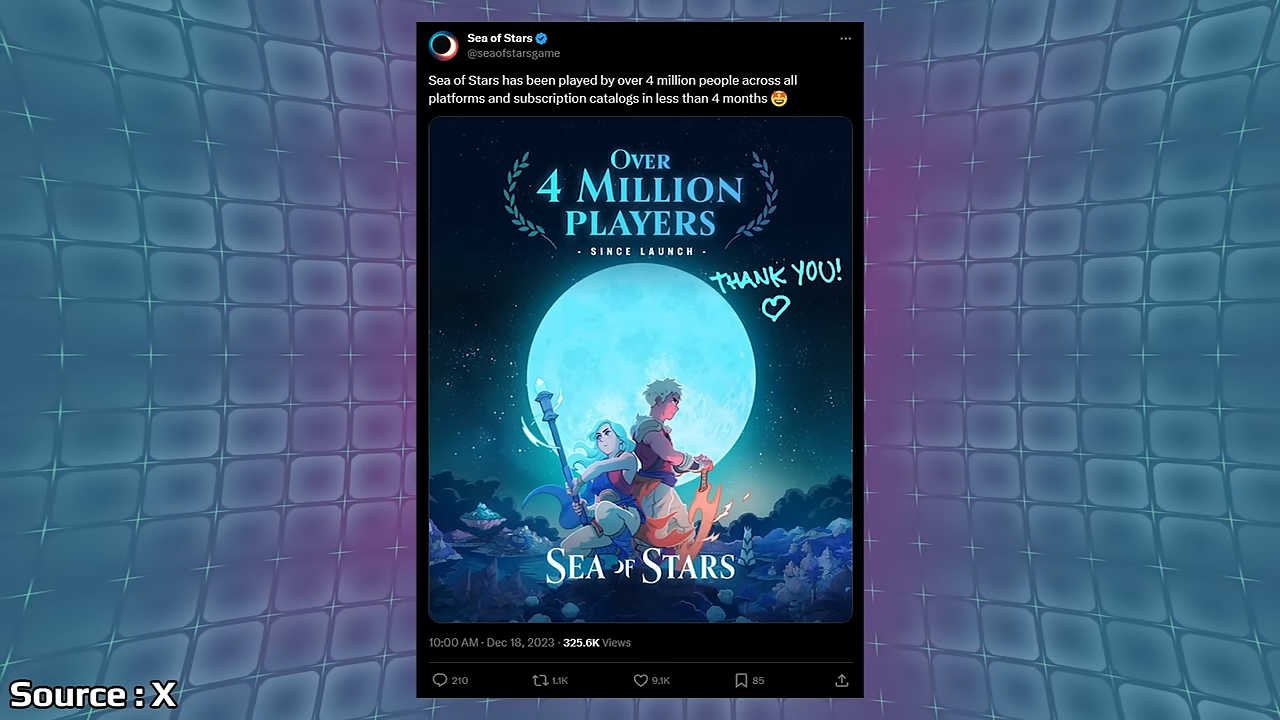 Sea of Stars
@seaofstarsgame
Sea of Stars has been played by over 4 million people across all
platforms and subscription catalogs in less than 4 months 🤩
OVER
4 MILLION
PLAYERS
- SINCE LAUNCH -
THANK YOU!
SEA OF STARS
10:00 AM · Dec 18, 2023 · 325.6K Views
210 1.1K 9.1K 85
Source : X